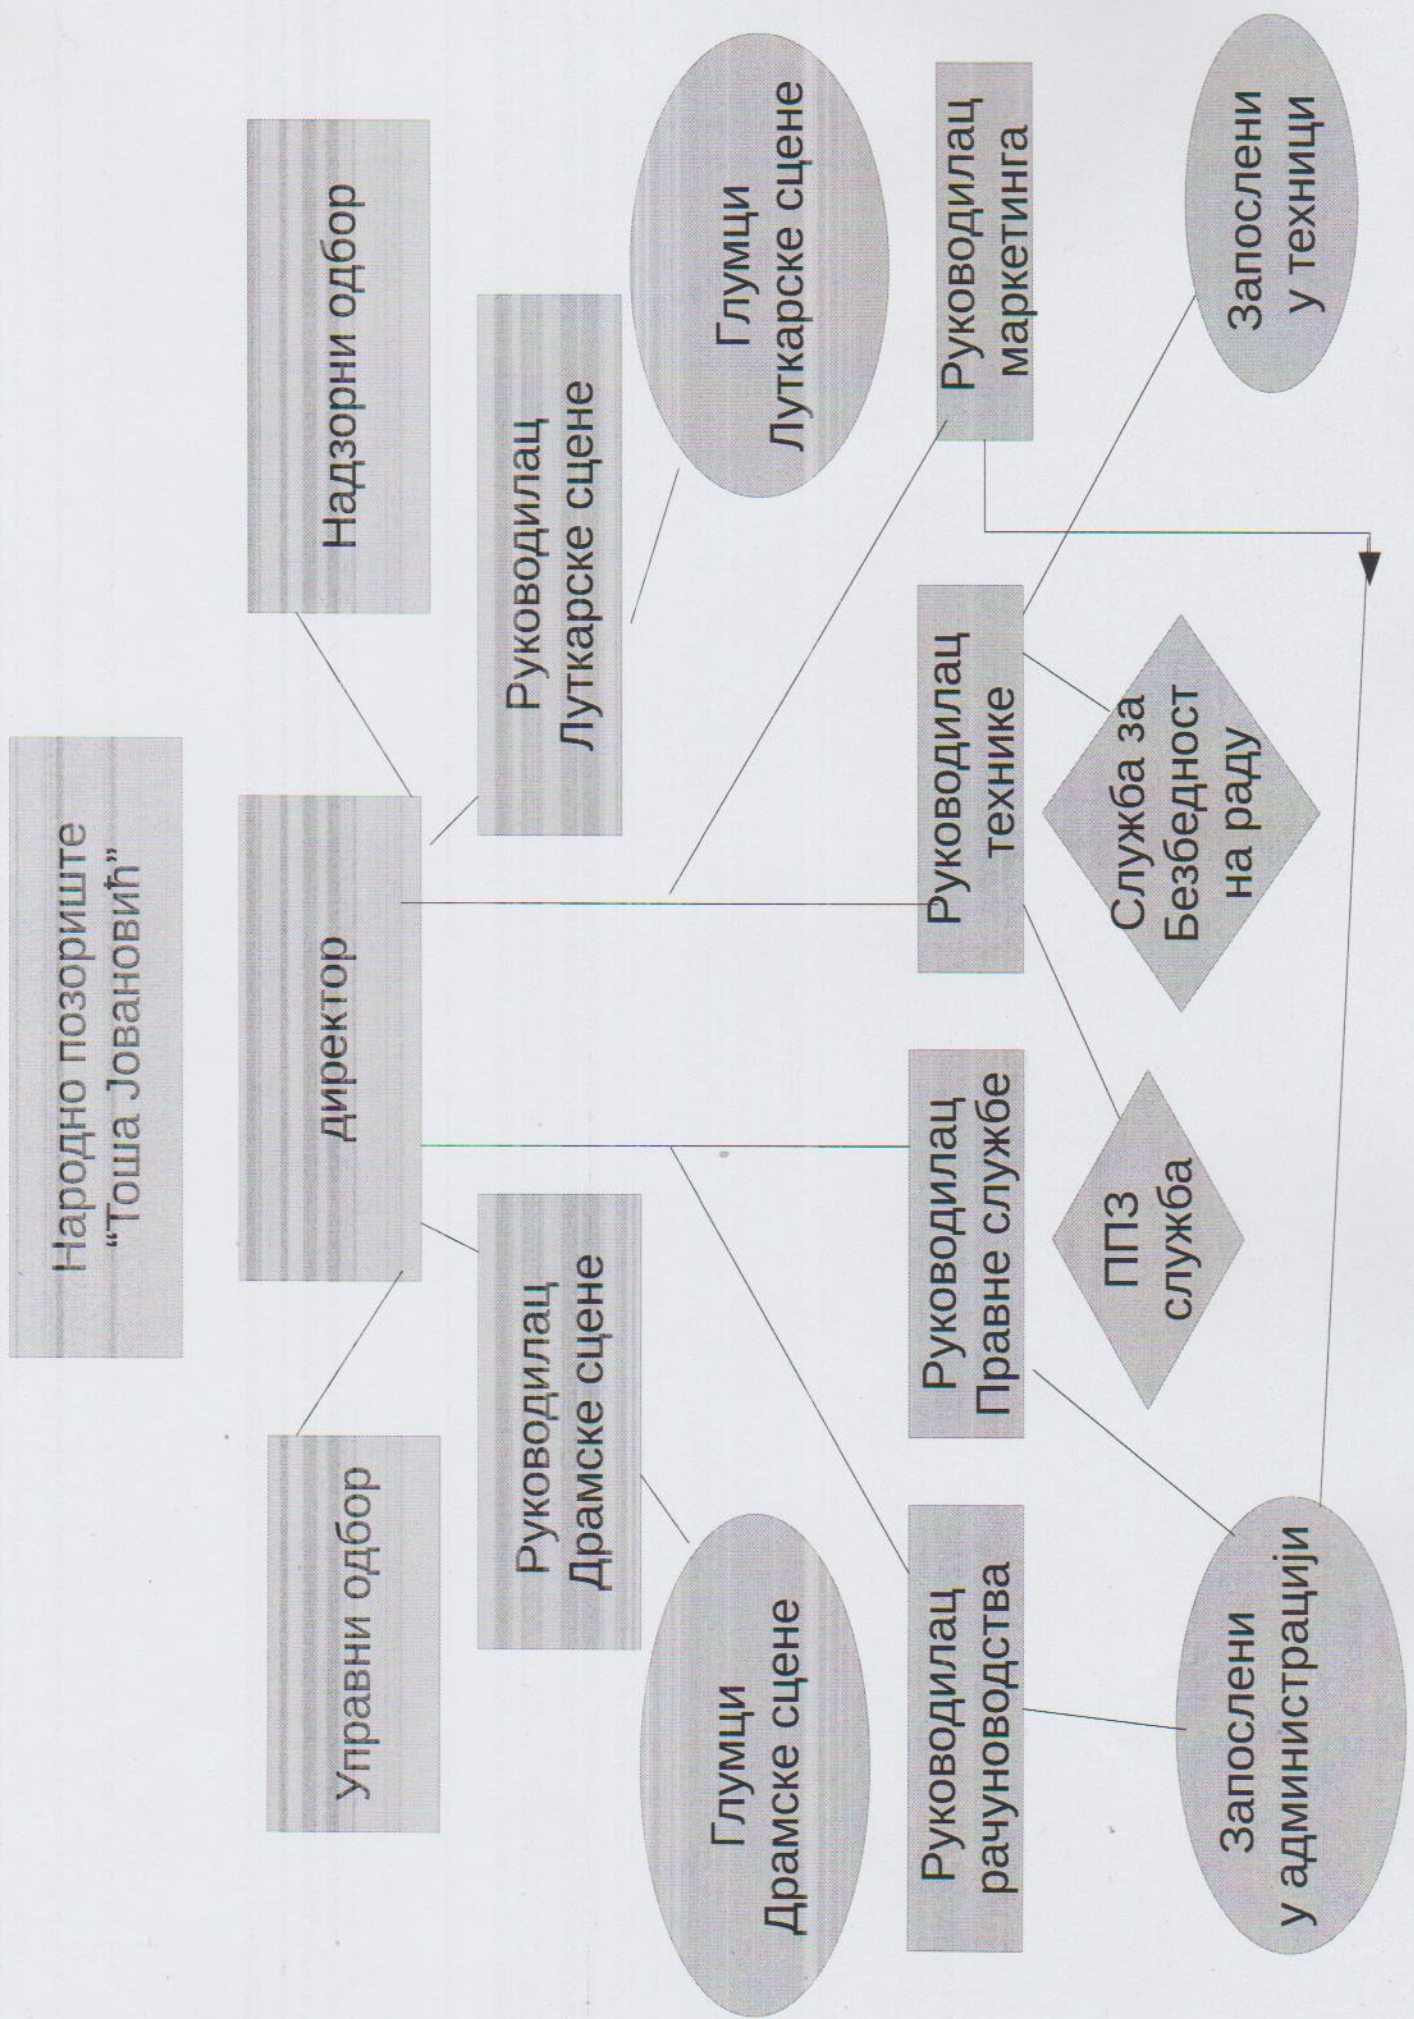 Народно позориште
“Тоша Јовановић”
Управни одбор
директор
Надзорни одбор
Руководилац
Драмске сцене
Руководилац
Луткарске сцене
Глумци
Драмске сцене
Глумци
Луткарске сцене
Руководилац
рачуноводства
Руководилац
Правне службе
Руководилац
технике
Руководилац
маркетинга
Запослени
у администрацији
ППЗ
служба
Служба за
Безбедност
на раду
Запослени
у техници